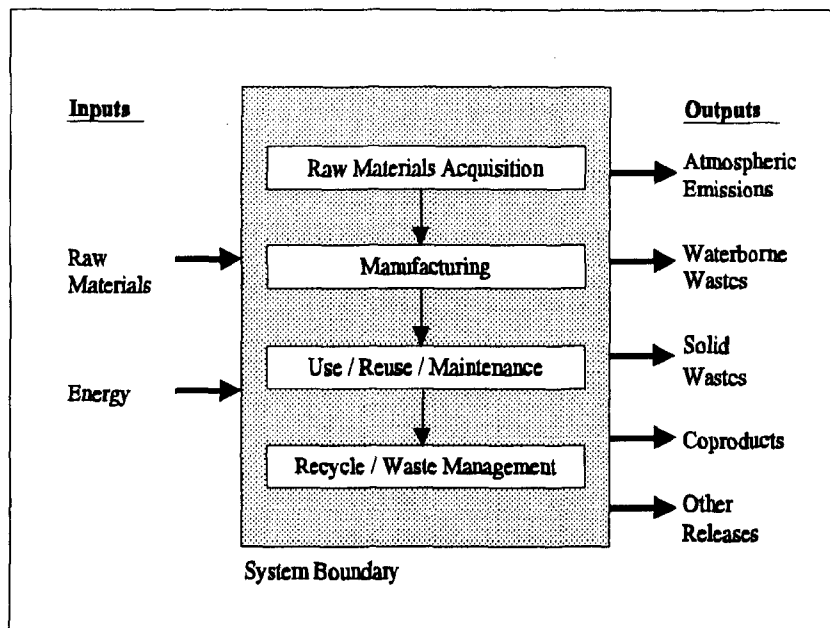 Inputs
Raw
Materials
Energy
Raw Materials Acquisition
Manufacturing
Use / Reuse / Maintenance
Recycle / Waste Management
System Boundary
Outputs
Atmospheric
Emissions
Waterborne
Wastes
Solid
Wastes
Coproducts
Other
Releases